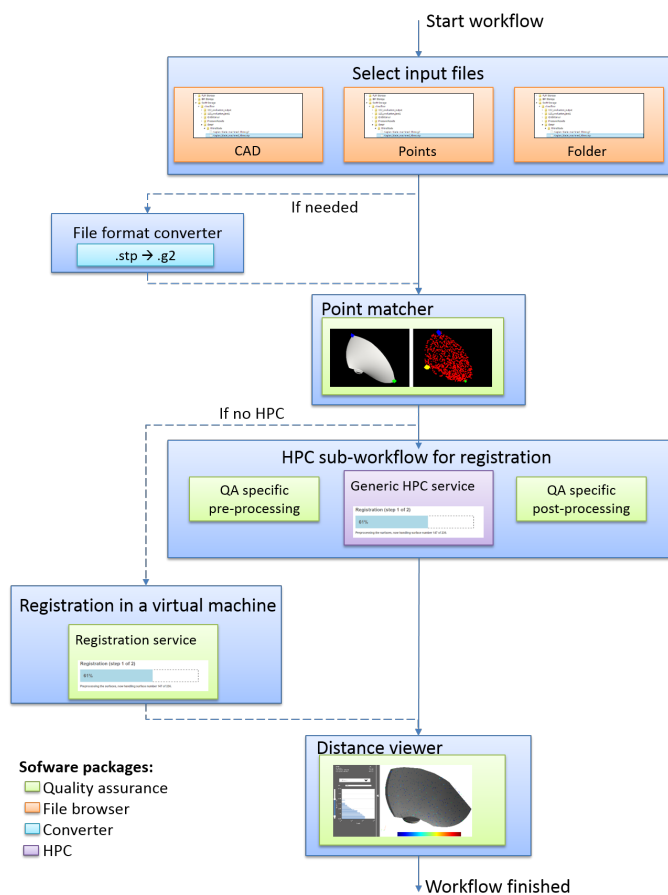 Start workflow
Select input files
CAD
Points
Folder
If needed
File format converter
.stp → .g2
Point matcher
If no HPC
HPC sub-workflow for registration
QA specific
pre-processing
Generic HPC service
Registration (step 1 of 2)
61%
QA specific
post-processing
Registration in a virtual machine
Registration service
Registration (step 1 of 2)
61%
Distance viewer
Sofware packages:
Quality assurance
File browser
Converter
HPC
Workflow finished